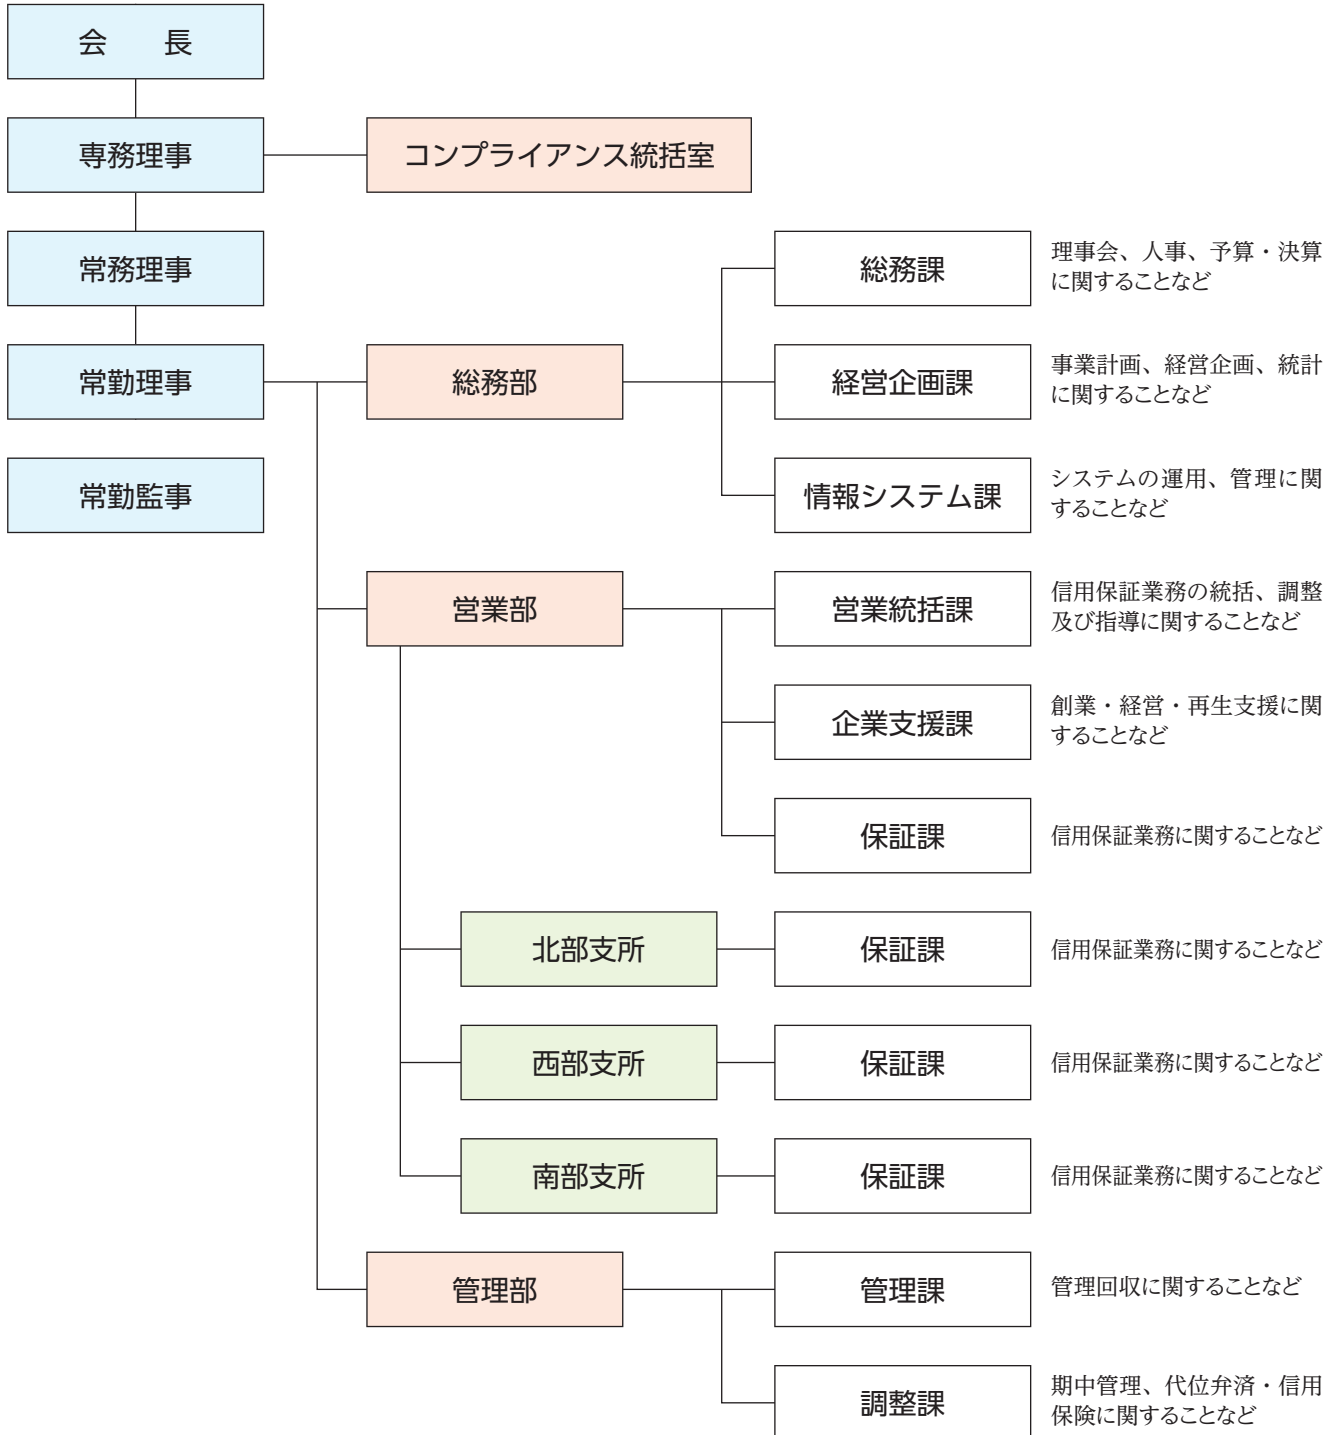 会　　長
専務理事
コンプライアンス統括室
常務理事
総務課
理事会、人事、予算・決算
に関することなど
常勤理事
総務部
経営企画課
事業計画、経営企画、統計
に関することなど
常勤監事
情報システム課
システムの運用、管理に関
することなど
営業部
営業統括課
信用保証業務の統括、調整
及び指導に関することなど
企業支援課
創業・経営・再生支援に関
することなど
保証課
信用保証業務に関することなど
北部支所
保証課
信用保証業務に関することなど
西部支所
保証課
信用保証業務に関することなど
南部支所
保証課
信用保証業務に関することなど
管理部
管理課
管理回収に関することなど
調整課
期中管理、代位弁済・信用
保険に関することなど